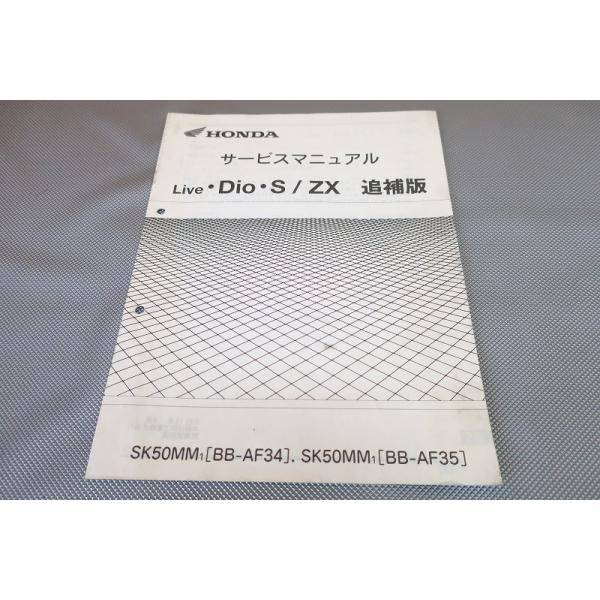 HONDA
サービスマニュアル
Live・Dio・S / ZX 追補版
SK50MM₁[BB-AF34]. SK50MM₁[BB-AF35]